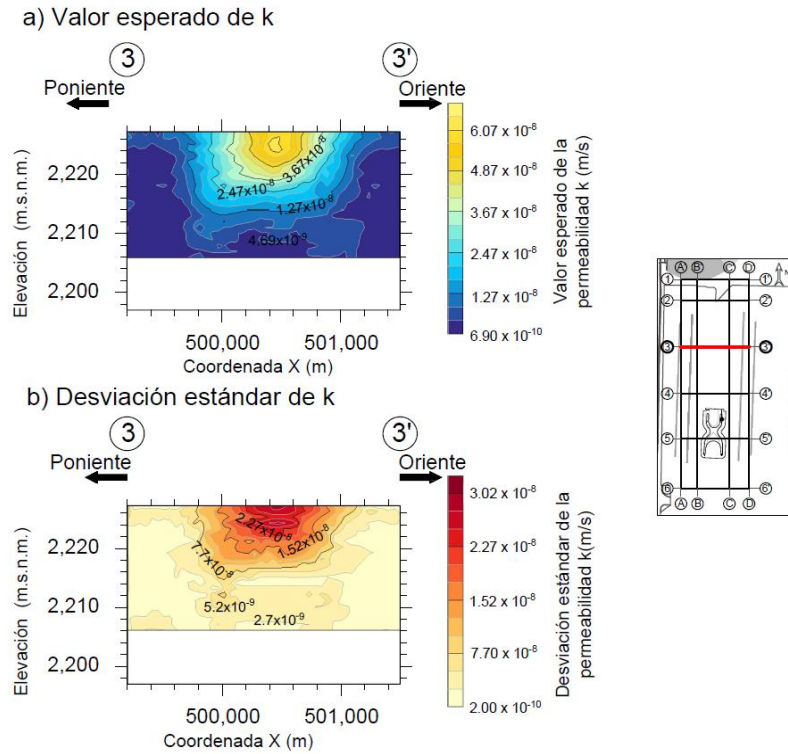 a) Valor esperado de k
3
3'
Poniente
Oriente
Elevación (m.s.n.m.)
2,220
2,210
2,200
3.67x10⁻⁸
2.47x10⁻⁸
1.27x10⁻⁸
4.69x10⁻⁹
500,000
501,000
Coordenada X (m)
6.07 x 10⁻⁸
4.87 x 10⁻⁸
3.67 x 10⁻⁸
2.47 x 10⁻⁸
1.27 x 10⁻⁸
6.90 x 10⁻¹⁰
Valor esperado de la
permeabilidad k (m/s)
b) Desviación estándar de k
3
3'
Poniente
Oriente
Elevación (m.s.n.m.)
2,220
2,210
2,200
2.27x10⁻⁸
1.52x10⁻⁸
7.7x10⁻⁸
5.2x10⁻⁹
2.7x10⁻⁹
500,000
501,000
Coordenada X (m)
3.02 x 10⁻⁸
2.27 x 10⁻⁸
1.52 x 10⁻⁸
7.70 x 10⁻⁸
2.00 x 10⁻¹⁰
Desviación estándar de la
permeabilidad k(m/s)
A B C D
N
1 1'
2 2'
3 3'
4 4'
5 5'
6 6'
A B C D